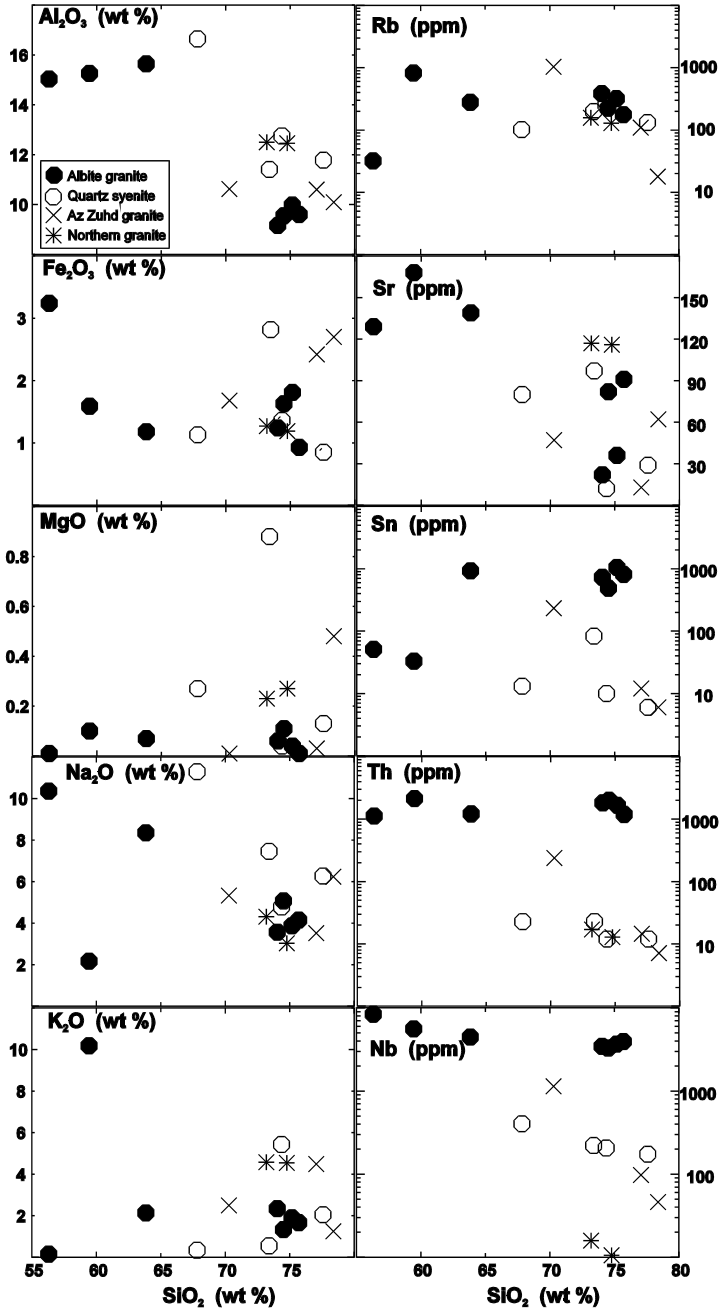 Al₂O₃ (wt %)
16
14
12
10
Albite granite
Quartz syenite
Az Zuhd granite
Northern granite
Rb (ppm)
1000
100
10
Fe₂O₃ (wt %)
3
2
1
Sr (ppm)
150
120
90
60
30
MgO (wt %)
0.8
0.6
0.4
0.2
Sn (ppm)
1000
100
10
Na₂O (wt %)
10
8
6
4
2
Th (ppm)
1000
100
10
K₂O (wt %)
10
8
6
4
2
55 60 65 70 75
SiO₂ (wt %)
Nb (ppm)
1000
100
60 65 70 75 80
SiO₂ (wt %)